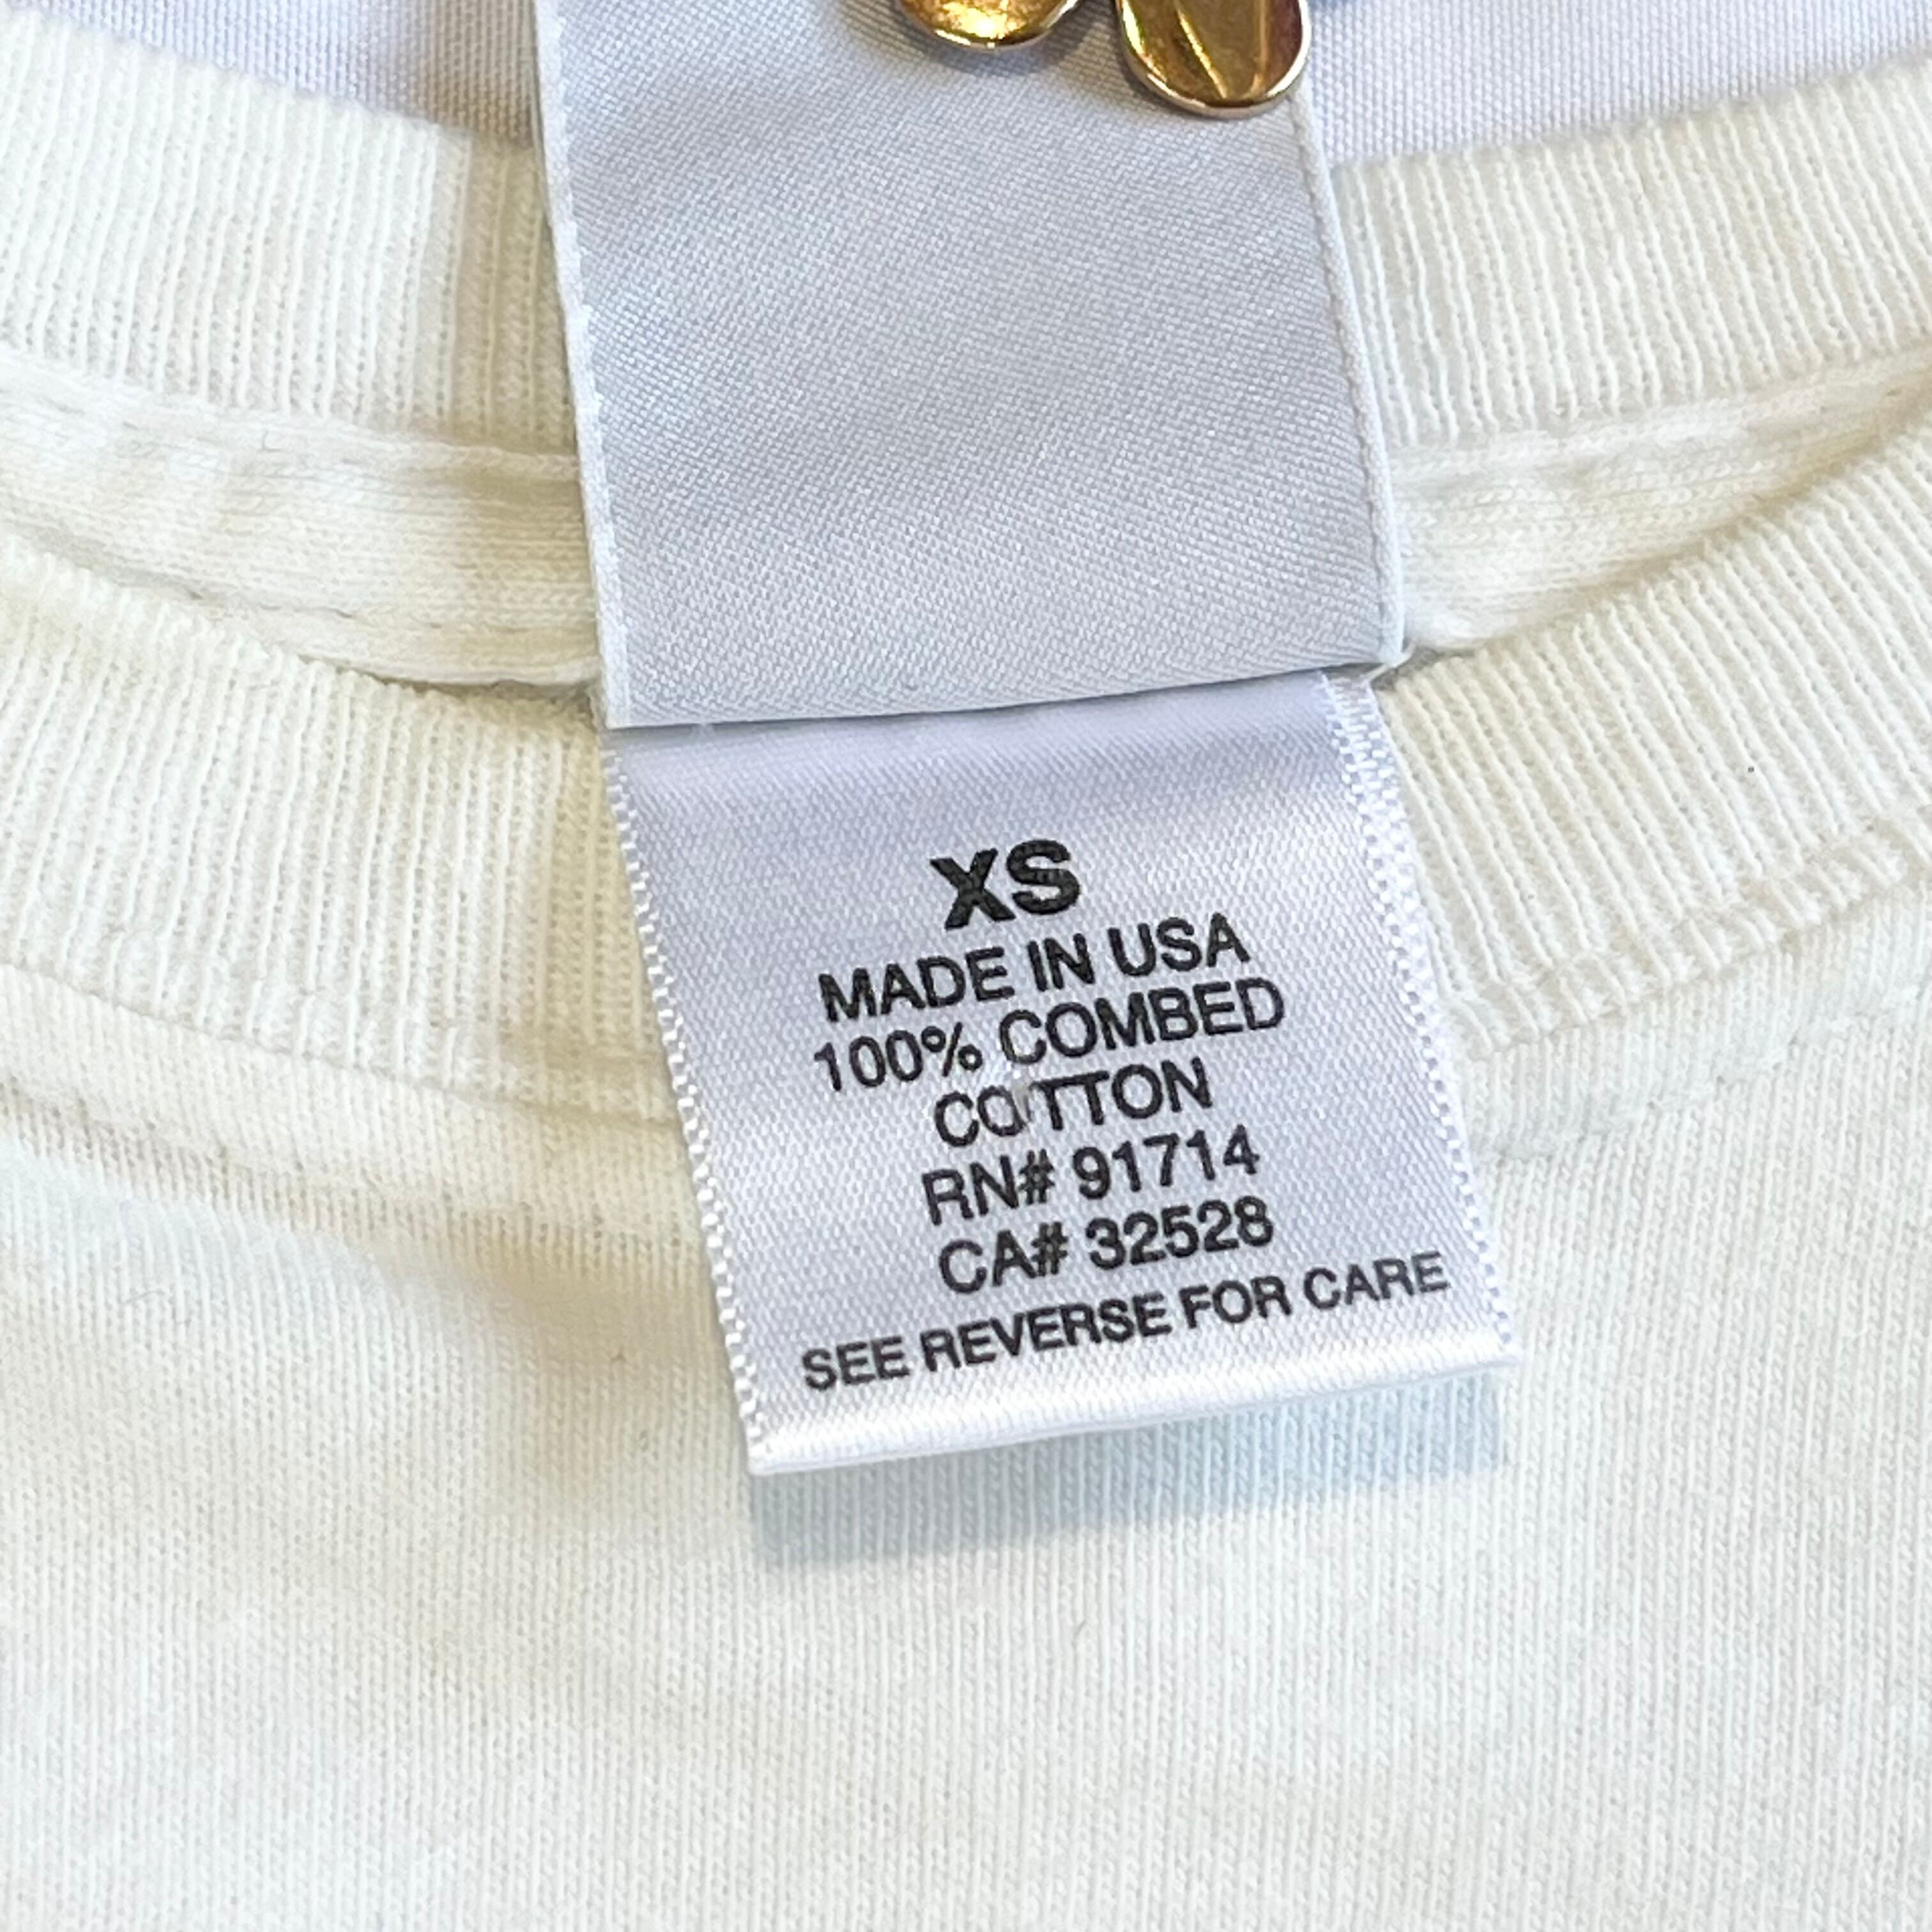 XS
MADE IN USA
100% COMBED
COTTON
RN# 91714
CA# 32528
SEE REVERSE FOR CARE